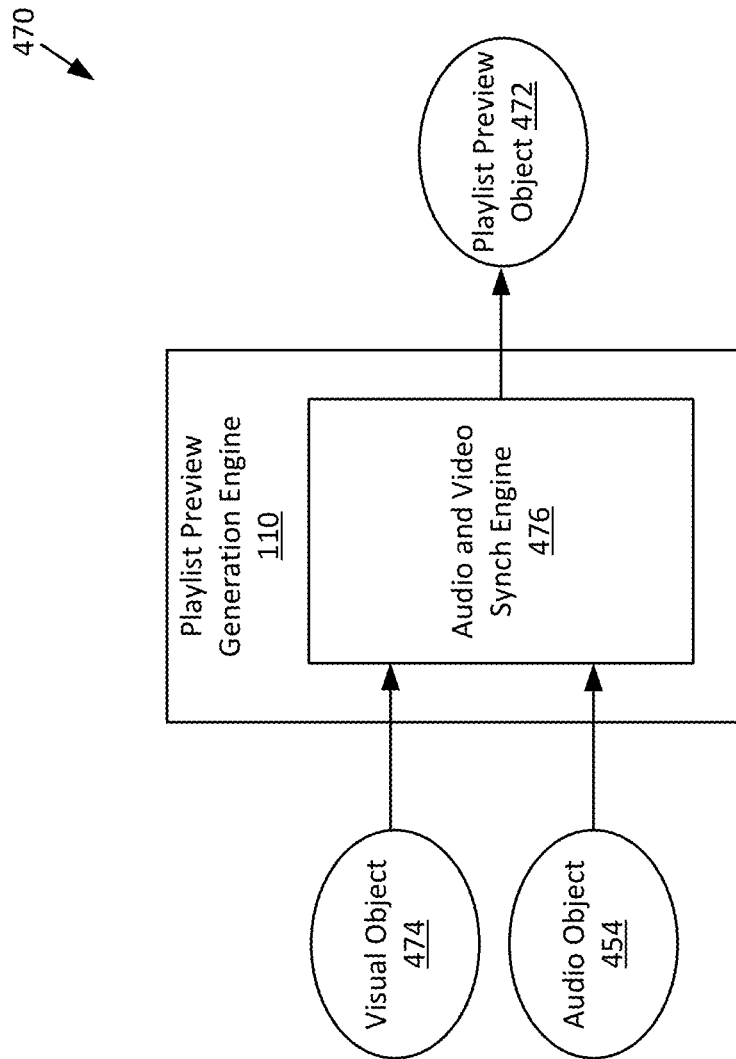 470
Playlist Preview
Generation Engine
110
Visual Object
474
Audio Object
454
Audio and Video
Synch Engine
476
Playlist Preview
Object 472